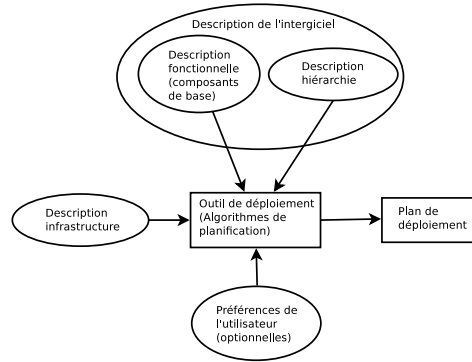 Description de l'intergiciel
Description
fonctionnelle
(composants
de base)
Description
hiérarchie
Description
infrastructure
Outil de déploiement
(Algorithmes de
planification)
Plan de
déploiement
Préférences de
l'utilisateur
(optionnelles)